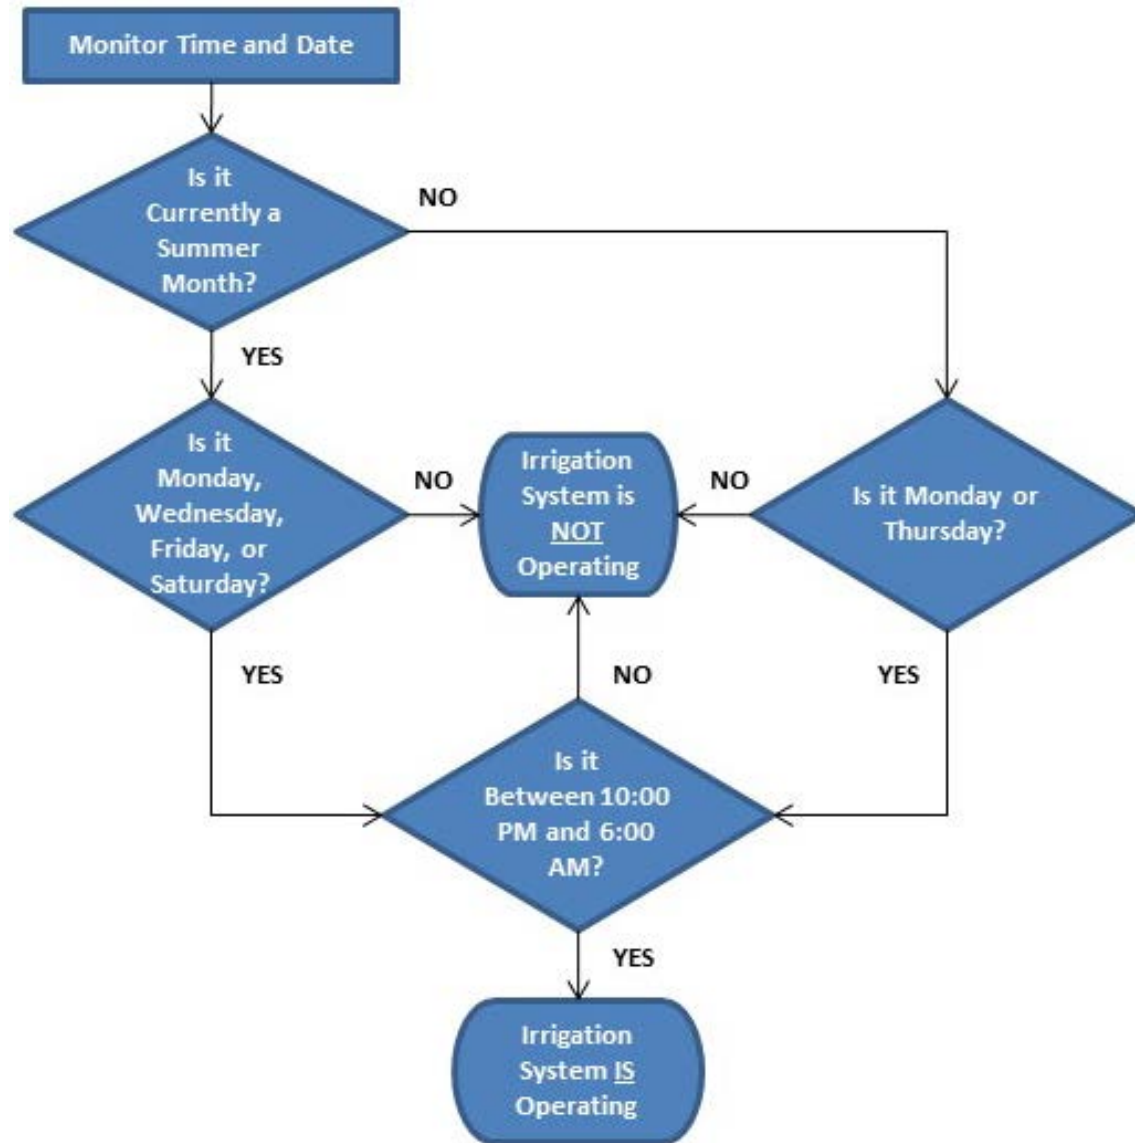 Monitor Time and Date
Is it
Currently a
Summer
Month?
NO
YES
Is it
Monday,
Wednesday,
Friday, or
Saturday?
NO
Irrigation
System is
NOT
Operating
NO
Is it Monday or
Thursday?
YES
NO
YES
Is it
Between 10:00
PM and 6:00
AM?
YES
Irrigation
System IS
Operating